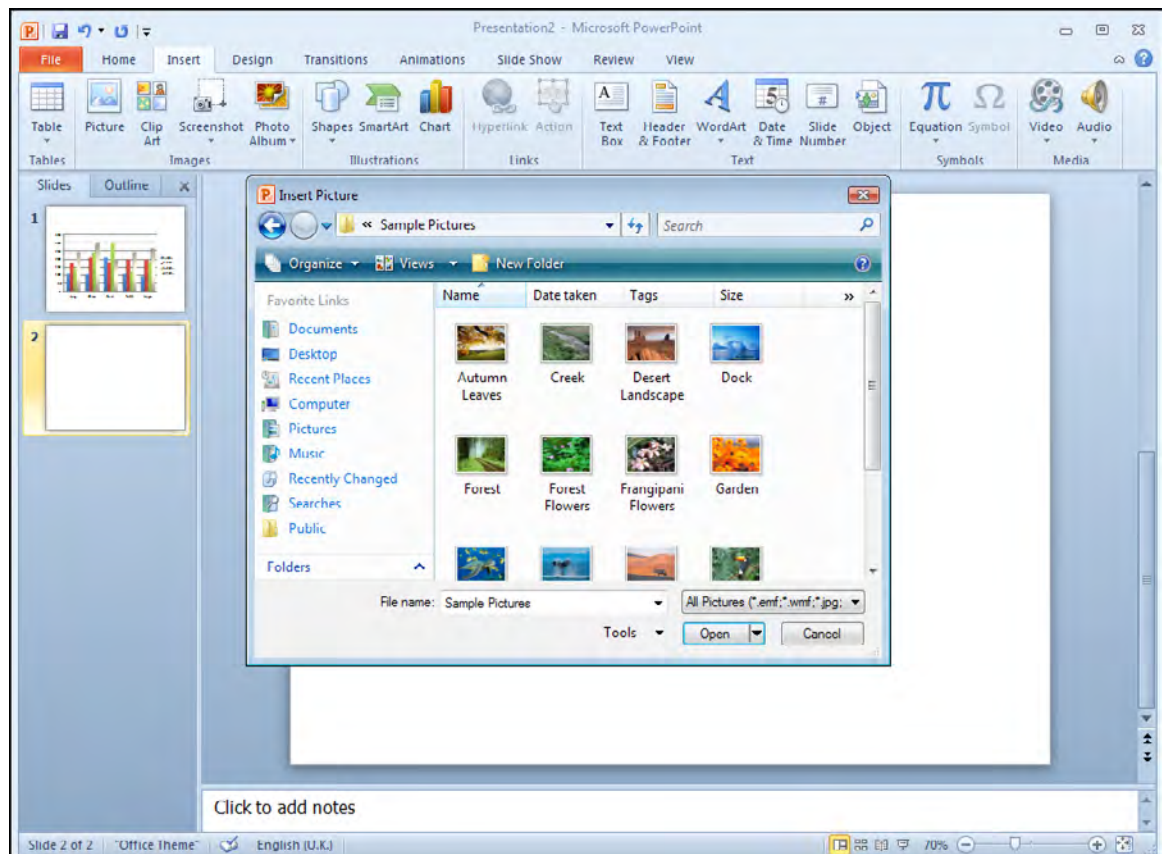 Presentation2 - Microsoft PowerPoint
File Home Insert Design Transitions Animations Slide Show Review View
Table Picture Clip Art Screenshot Photo Album Shapes SmartArt Chart Hyperlink Action Text Box Header & Footer WordArt Date & Time Slide Number Object Equation Symbol Video Audio
Tables Images Illustrations Links Text Symbols Media
Slides Outline
1
2
Insert Picture
« Sample Pictures Search
Organize Views New Folder
Favorite Links
Documents
Desktop
Recent Places
Computer
Pictures
Music
Recently Changed
Searches
Public
Folders
Name Date taken Tags Size »
Autumn Leaves Creek Desert Landscape Dock
Forest Forest Flowers Frangipani Flowers Garden
File name: Sample Pictures All Pictures (*.emf;*.wmf;*.jpg;
Tools Open Cancel
Click to add notes
Slide 2 of 2 "Office Theme" English (U.K.) 70%